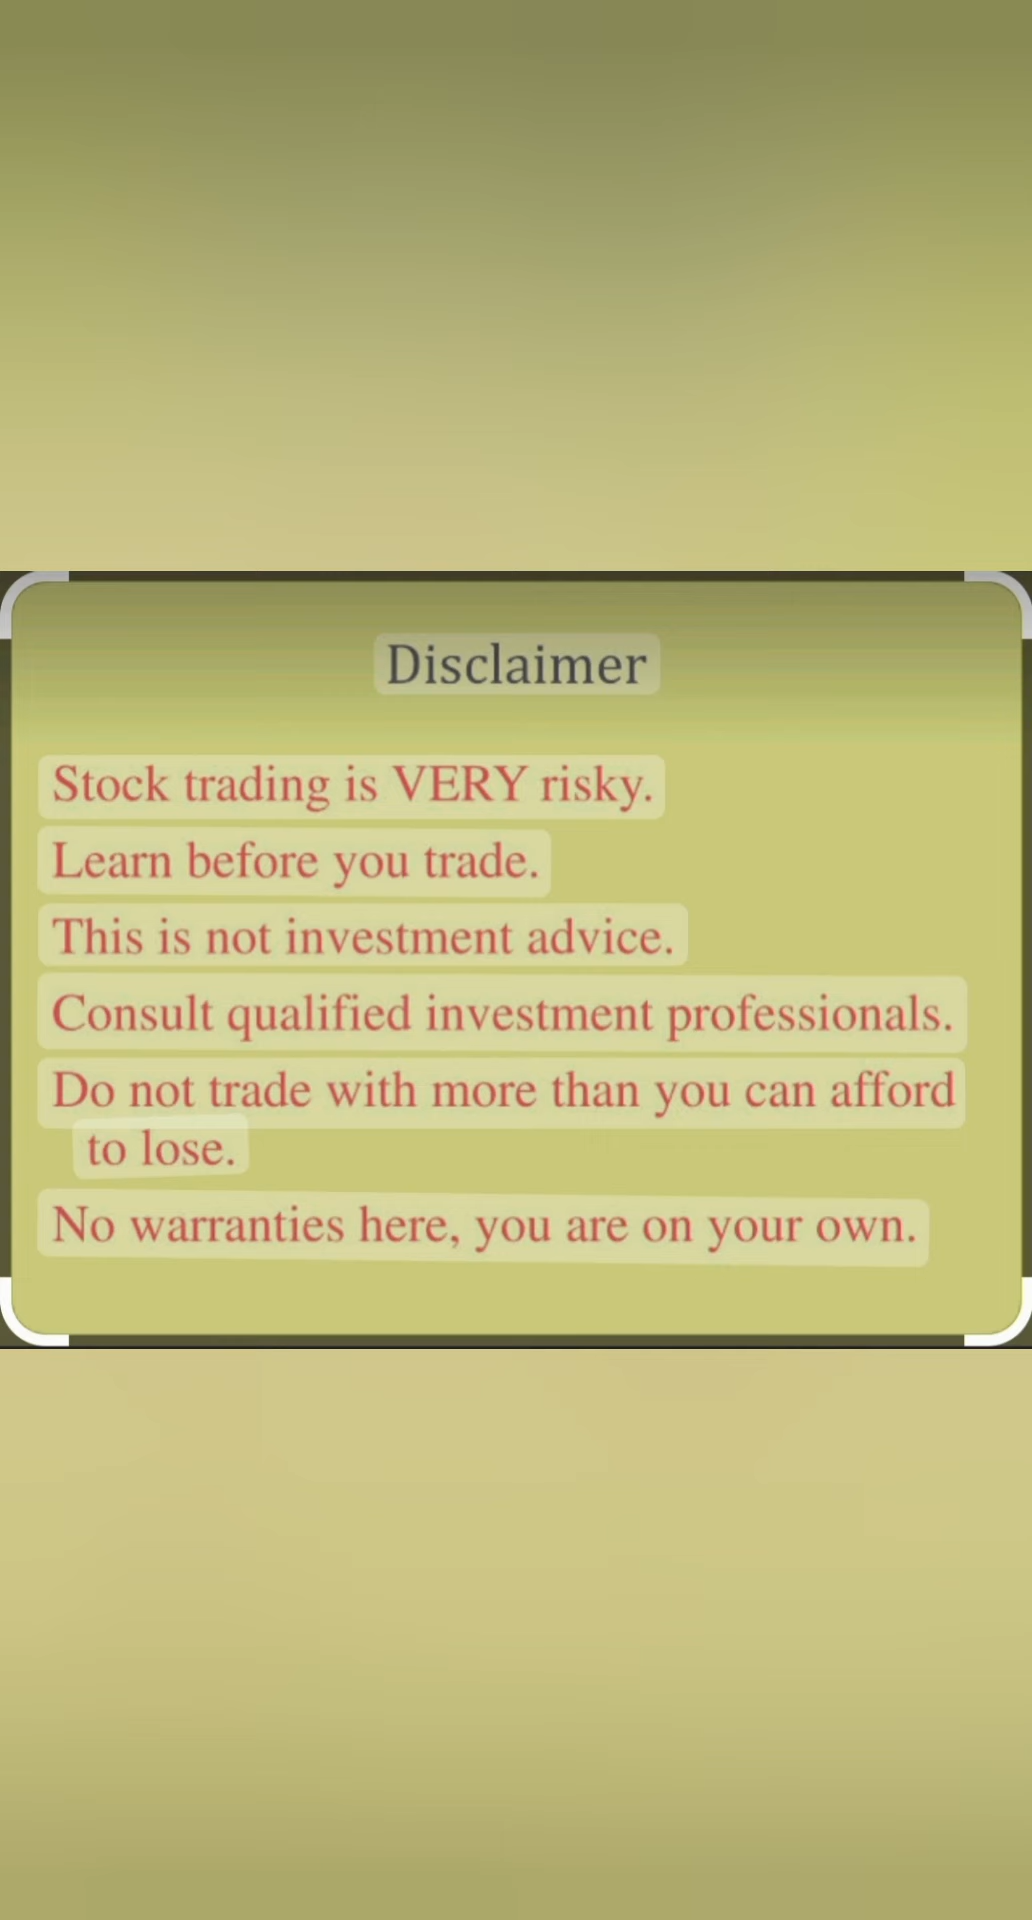 Disclaimer
Stock trading is VERY risky.
Learn before you trade.
This is not investment advice.
Consult qualified investment professionals.
Do not trade with more than you can afford
to lose.
No warranties here, you are on your own.